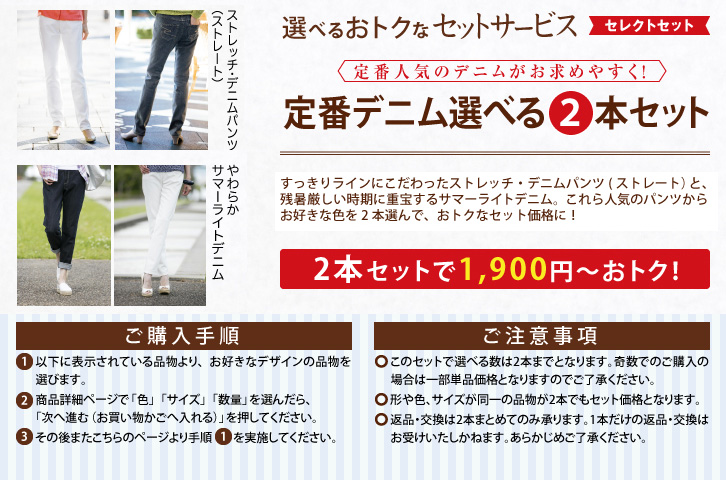 ストレッチ・デニムパンツ
(ストレート)
やわらか
サマーライトデニム
選べるおトクなセットサービス セレクトセット
定番人気のデニムがお求めやすく!
定番デニム選べる2本セット
すっきりラインにこだわったストレッチ・デニムパンツ(ストレート)と、
残暑厳しい時期に重宝するサマーライトデニム。これら人気のパンツから
お好きな色を2本選んで、おトクなセット価格に!
2本セットで1,900円〜おトク!
ご購入手順
1 以下に表示されている品物より、お好きなデザインの品物を
選びます。
2 商品詳細ページで「色」「サイズ」「数量」を選んだら、
「次へ進む(お買い物かごへ入れる)」を押してください。
3 その後またこちらのページより手順1を実施してください。
ご注意事項
○このセットで選べる数は2本までとなります。奇数でのご購入の
場合は一部単品価格となりますのでご了承ください。
○形や色、サイズが同一の品物が2本でもセット価格となります。
○返品・交換は2本まとめてのみ承ります。1本だけの返品・交換は
お受けいたしかねます。あらかじめご了承ください。